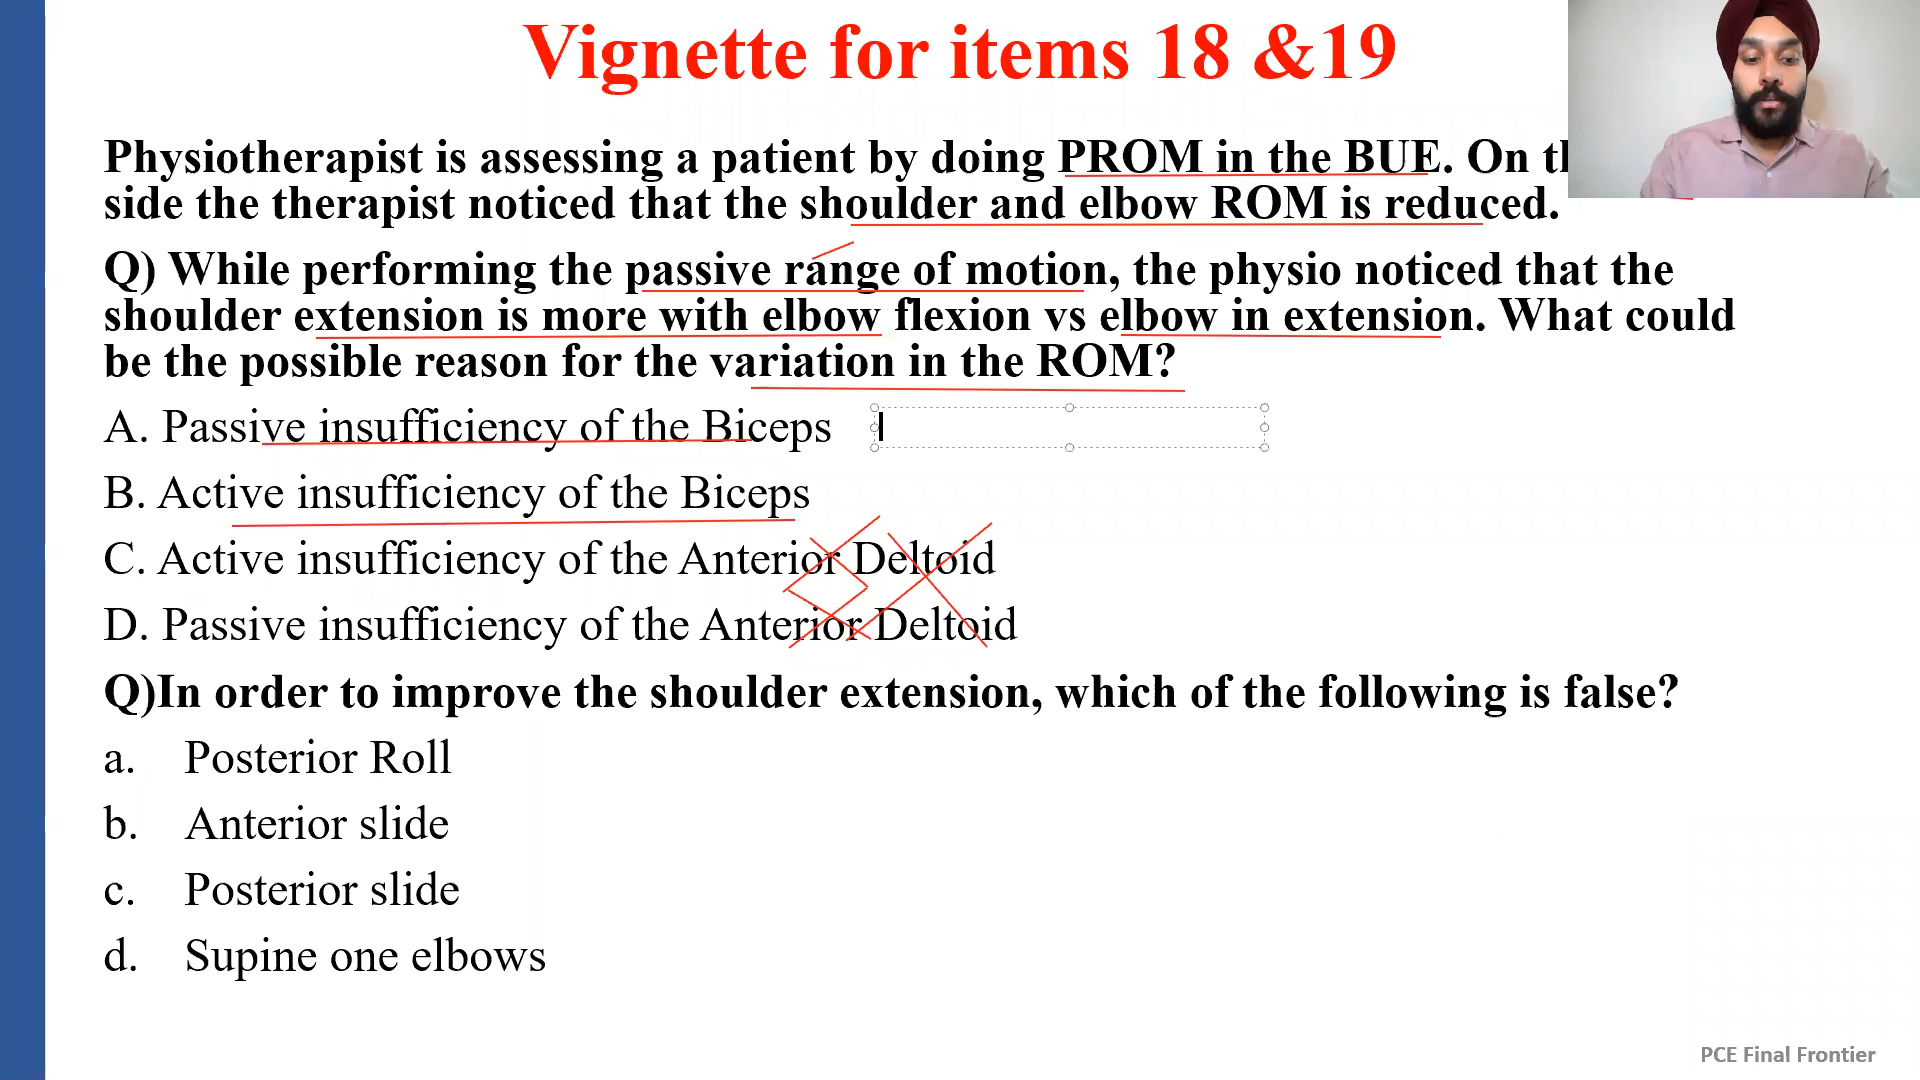 Vignette for items 18 &19
Physiotherapist is assessing a patient by doing PROM in the BUE. On
side the therapist noticed that the shoulder and elbow ROM is reduced.
Q) While performing the passive range of motion, the physio noticed that the
shoulder extension is more with elbow flexion vs elbow in extension. What could
be the possible reason for the variation in the ROM?
A. Passive insufficiency of the Biceps
B. Active insufficiency of the Biceps
C. Active insufficiency of the Anterior Deltoid
D. Passive insufficiency of the Anterior Deltoid
Q)In order to improve the shoulder extension, which of the following is false?
a. Posterior Roll
b. Anterior slide
c. Posterior slide
d. Supine one elbows
PCE Final Frontier